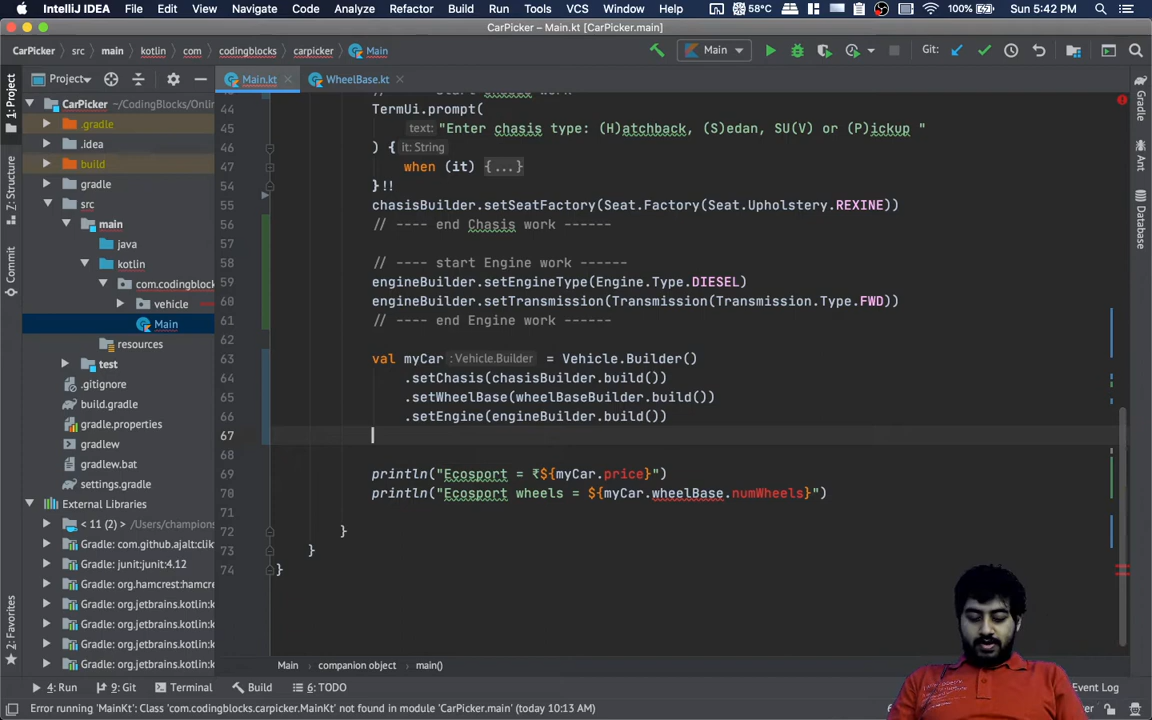 IntelliJ IDEA File Edit View Navigate Code Analyze Refactor Build Run Tools VCS Window Help 58°C 100% Sun 5:42 PM
CarPicker – Main.kt [CarPicker.main]
CarPicker src main kotlin com codingblocks carpicker Main Main Git:
Project Main.kt WheelBase.kt
1: Project
7: Structure
Commit
2: Favorites
Gradle
Ant
Database
CarPicker ~/CodingBlocks/Onlin
.gradle
.idea
build
gradle
src
main
java
kotlin
com.codingblock
vehicle
Main
resources
test
.gitignore
build.gradle
gradle.properties
gradlew
gradlew.bat
settings.gradle
External Libraries
< 11 (2) > /Users/champion
Gradle: com.github.ajalt:clik
Gradle: junit:junit:4.12
Gradle: org.hamcrest:hamc
Gradle: org.jetbrains.kotlin:k
Gradle: org.jetbrains:
Gradle: org.jetbrains.kotlin:k
Gradle: org.jetbrains.kotlin:k
44 TermUi.prompt(
45 text: "Enter chasis type: (H)atchback, (S)edan, SU(V) or (P)ickup "
46 ) { it: String
47 when (it) {...}
54 }!!
55 chasisBuilder.setSeatFactory(Seat.Factory(Seat.Upholstery.REXINE))
56 // ---- end Chasis work ------
57
58 // ---- start Engine work ------
59 engineBuilder.setEngineType(Engine.Type.DIESEL)
60 engineBuilder.setTransmission(Transmission(Transmission.Type.FWD))
61 // ---- end Engine work ------
62
63 val myCar : Vehicle.Builder = Vehicle.Builder()
64 .setChasis(chasisBuilder.build())
65 .setWheelBase(wheelBaseBuilder.build())
66 .setEngine(engineBuilder.build())
67
68
69 println("Ecosport = ₹${myCar.price}")
70 println("Ecosport wheels = ${myCar.wheelBase.numWheels}")
71
72 }
73 }
74 }
Main companion object main()
4: Run 9: Git Terminal Build 6: TODO Event Log
Error running 'MainKt': Class 'com.codingblocks.carpicker.MainKt' not found in module 'CarPicker.main' (today 10:13 AM)